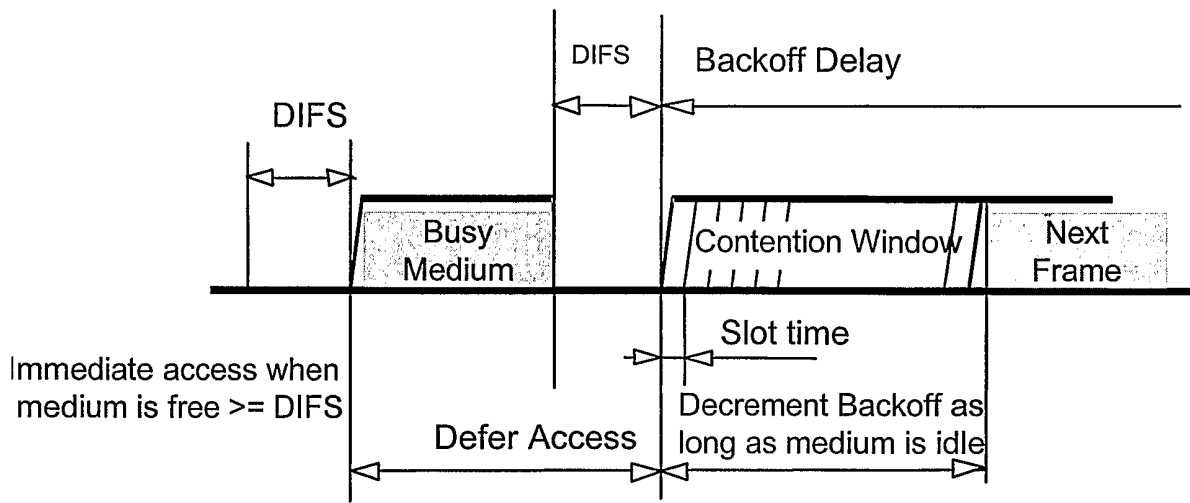 DIFS
Backoff Delay
DIFS
Busy
Medium
Contention Window
Next
Frame
Slot time
Immediate access when
medium is free >= DIFS
Decrement Backoff as
long as medium is idle
Defer Access